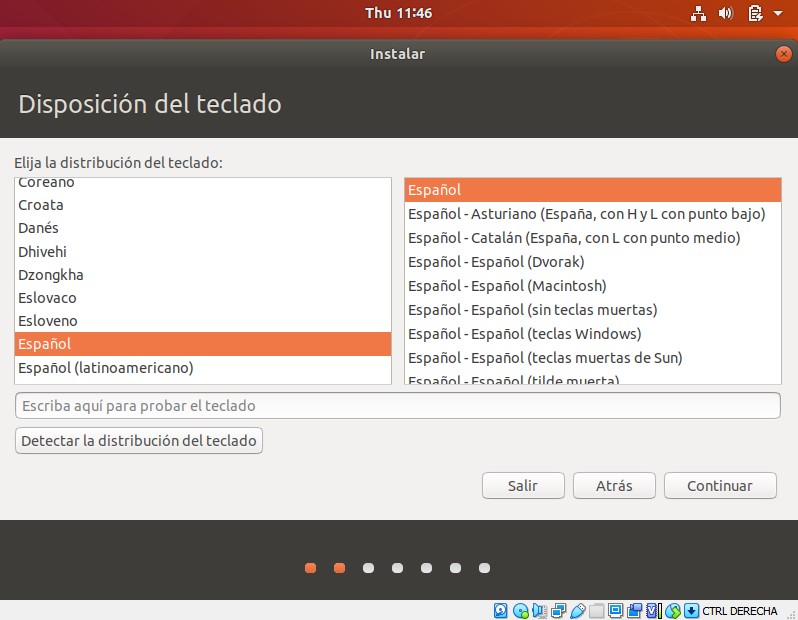 Thu 11:46
Instalar
Disposición del teclado
Elija la distribución del teclado:
Coreano
Croata
Danés
Dhivehi
Dzongkha
Eslovaco
Esloveno
Español
Español (latinoamericano)
Español
Español - Asturiano (España, con H y L con punto bajo)
Español - Catalán (España, con L con punto medio)
Español - Español (Dvorak)
Español - Español (Macintosh)
Español - Español (sin teclas muertas)
Español - Español (teclas Windows)
Español - Español (teclas muertas de Sun)
Español - Español (tilde muerta)
Escriba aquí para probar el teclado
Detectar la distribución del teclado
Salir Atrás Continuar
CTRL DERECHA